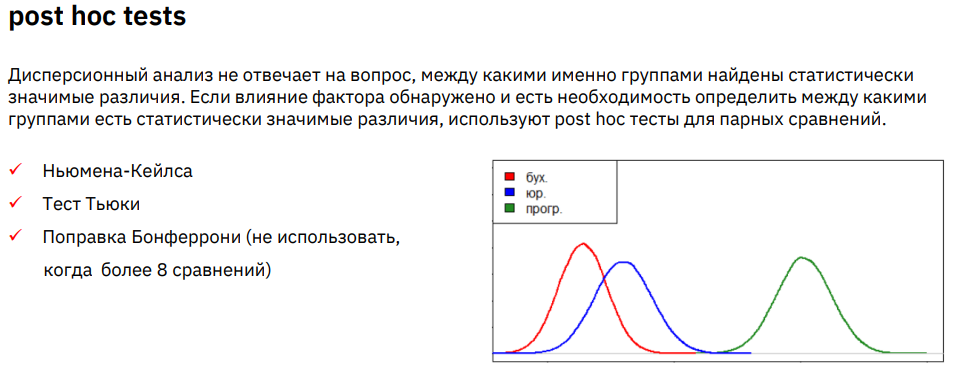 post hoc tests
Дисперсионный анализ не отвечает на вопрос, между какими именно группами найдены статистически
значимые различия. Если влияние фактора обнаружено и есть необходимость определить между какими
группами есть статистически значимые различия, используют post hoc тесты для парных сравнений.
Ньюмена-Кейлса
Тест Тьюки
Поправка Бонферрони (не использовать,
когда более 8 сравнений)
бух.
юр.
прогр.